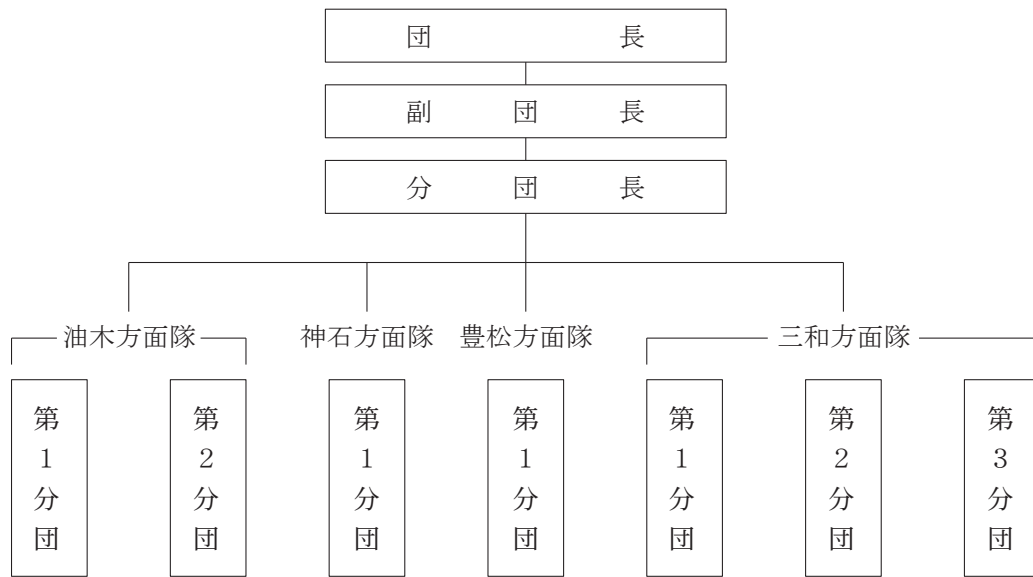 団長
副団長
分団長
油木方面隊
神石方面隊
豊松方面隊
三和方面隊
第1分団
第2分団
第1分団
第1分団
第1分団
第2分団
第3分団